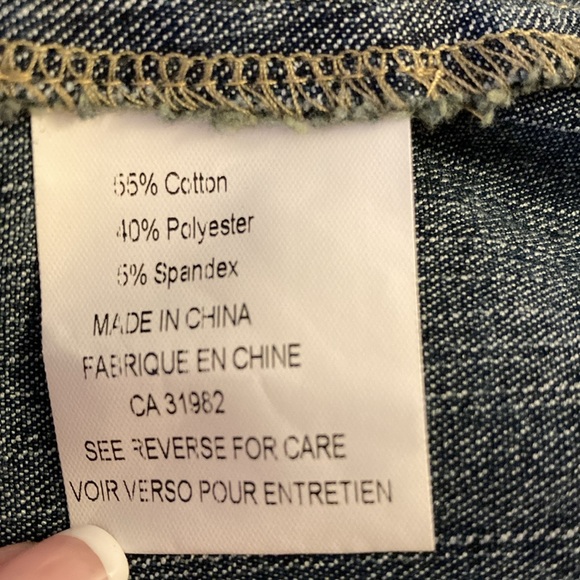 55% Cotton
40% Polyester
5% Spandex
MADE IN CHINA
FABRIQUE EN CHINE
CA 31982
SEE REVERSE FOR CARE
VOIR VERSO POUR ENTRETIEN